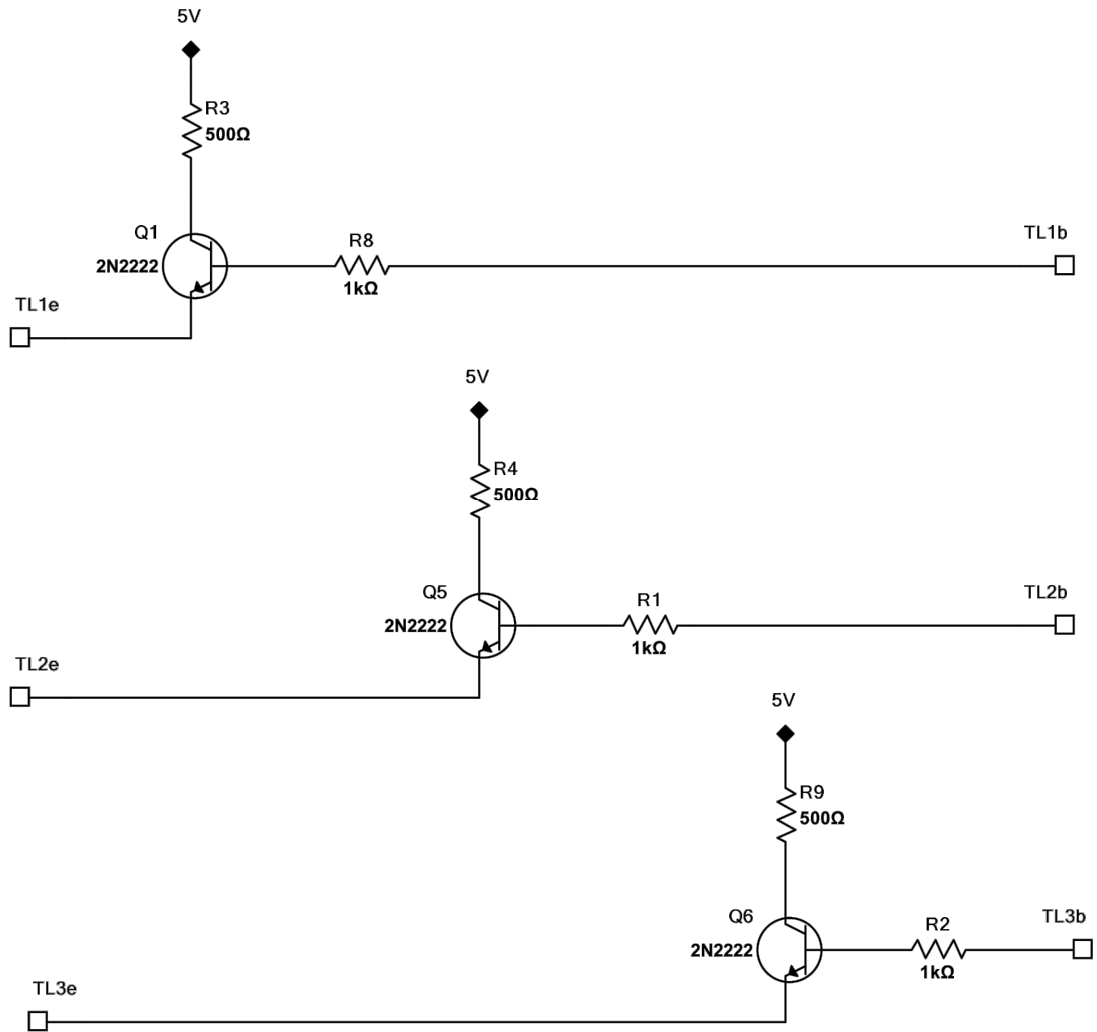 5V
R3
500Ω
Q1
2N2222
R8
1kΩ
TL1b
TL1e
5V
R4
500Ω
Q5
2N2222
R1
1kΩ
TL2b
TL2e
5V
R9
500Ω
Q6
2N2222
R2
1kΩ
TL3b
TL3e